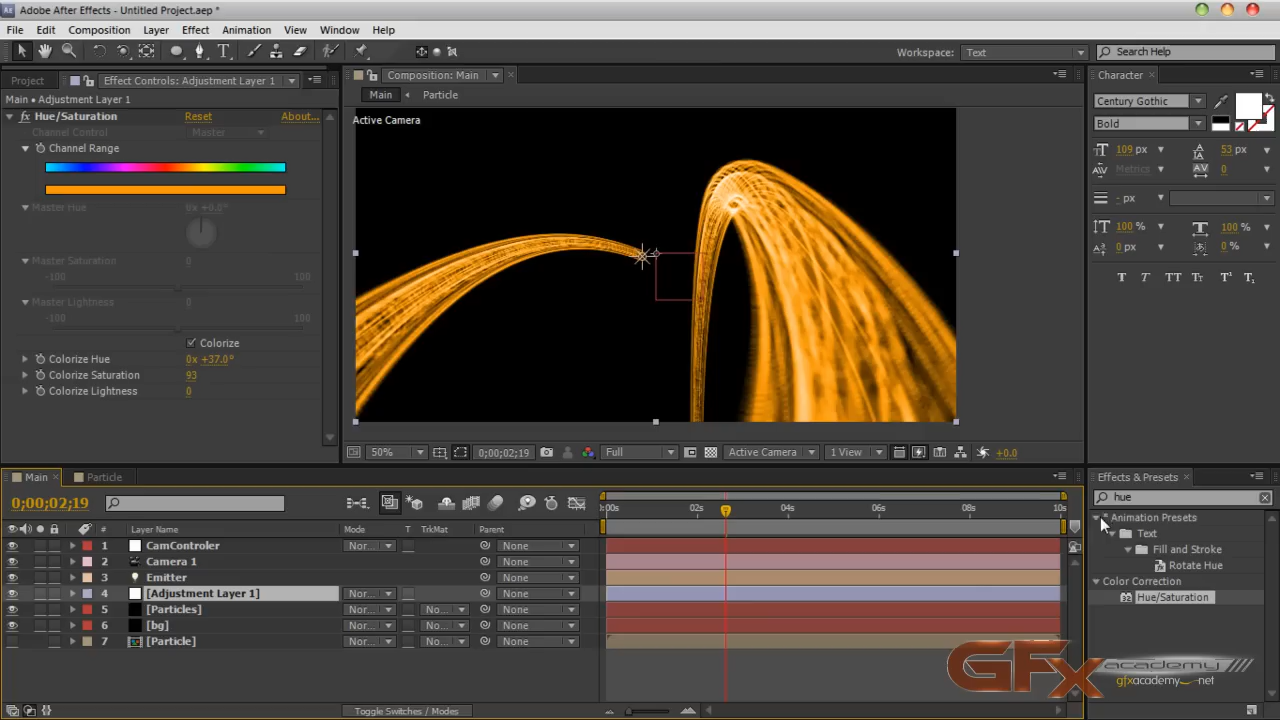 Adobe After Effects - Untitled Project.aep *
File Edit Composition Layer Effect Animation View Window Help
Workspace: Text Search Help
Project Effect Controls: Adjustment Layer 1
Composition: Main
Character
Main • Adjustment Layer 1
Main Particle
fx Hue/Saturation Reset About...
Channel Control Master
Channel Range
Master Hue 0x +0.0°
Master Saturation 0
-100 100
Master Lightness 0
-100 100
Colorize
Colorize Hue 0x +37.0°
Colorize Saturation 93
Colorize Lightness 0
Active Camera
50% 0;00;02;19 Full Active Camera 1 View +0.0
Century Gothic
Bold
109 px 53 px
Metrics 0
- px
100 % 100 %
0 px 0 %
T T TT Tt T' T,
Main Particle
0;00;02;19
:00s 02s 04s 06s 08s 10s
# Layer Name Mode T TrkMat Parent
1 CamControler Nor... None
2 Camera 1 None
3 Emitter None
4 [Adjustment Layer 1] Nor... None
5 [Particles] Nor... No... None
6 [bg] Nor... No... None
7 [Particle] Nor... No... None
Toggle Switches / Modes
Effects & Presets
hue
* Animation Presets
Text
Fill and Stroke
Rotate Hue
Color Correction
32 Hue/Saturation
GFX academy
gfxacademy.net